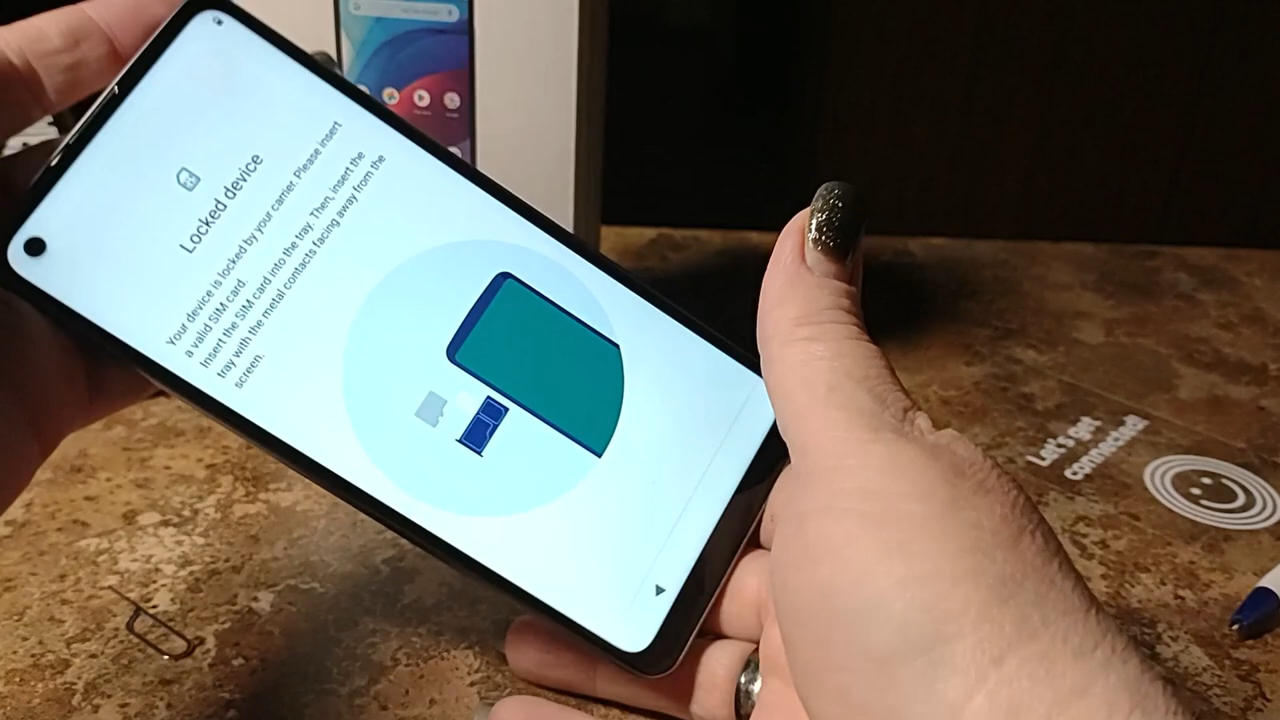 Locked device
Your device is locked by your carrier. Please insert
a valid SIM card.
Insert the SIM card into the tray. Then, insert the
tray with the metal contacts facing away from the
screen.
Let's get
connected!